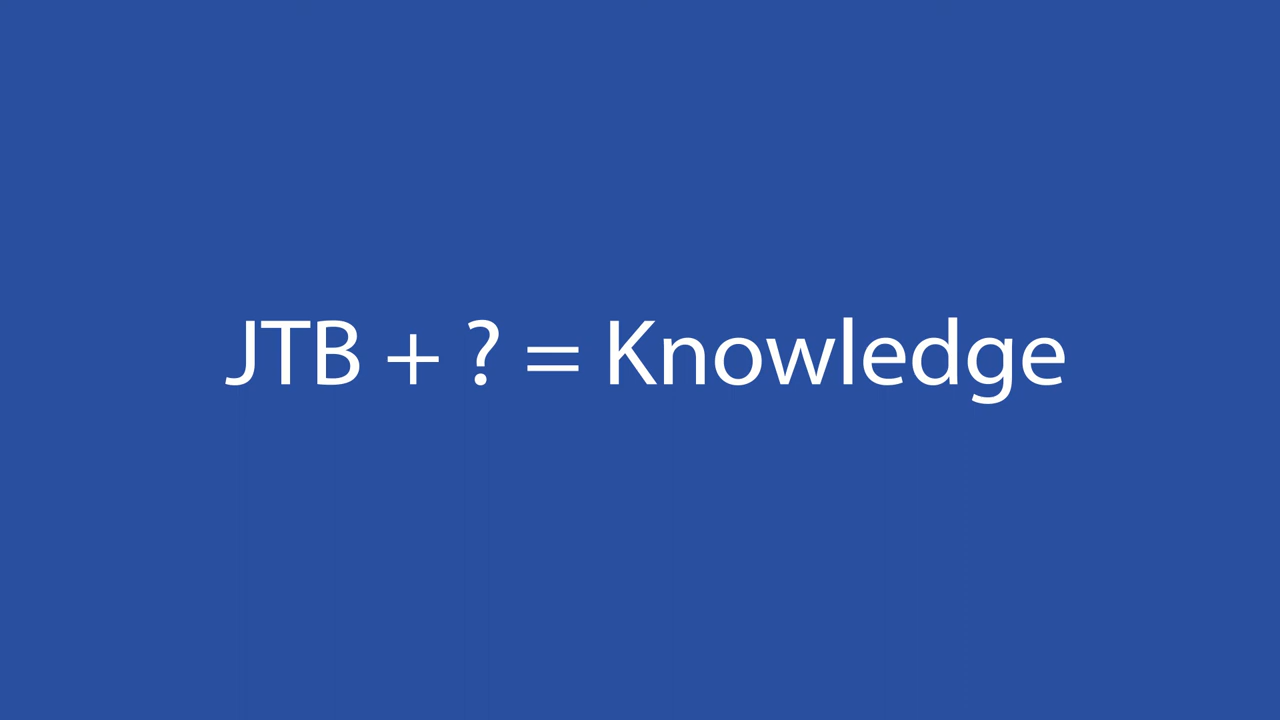 JTB + ? = Knowledge